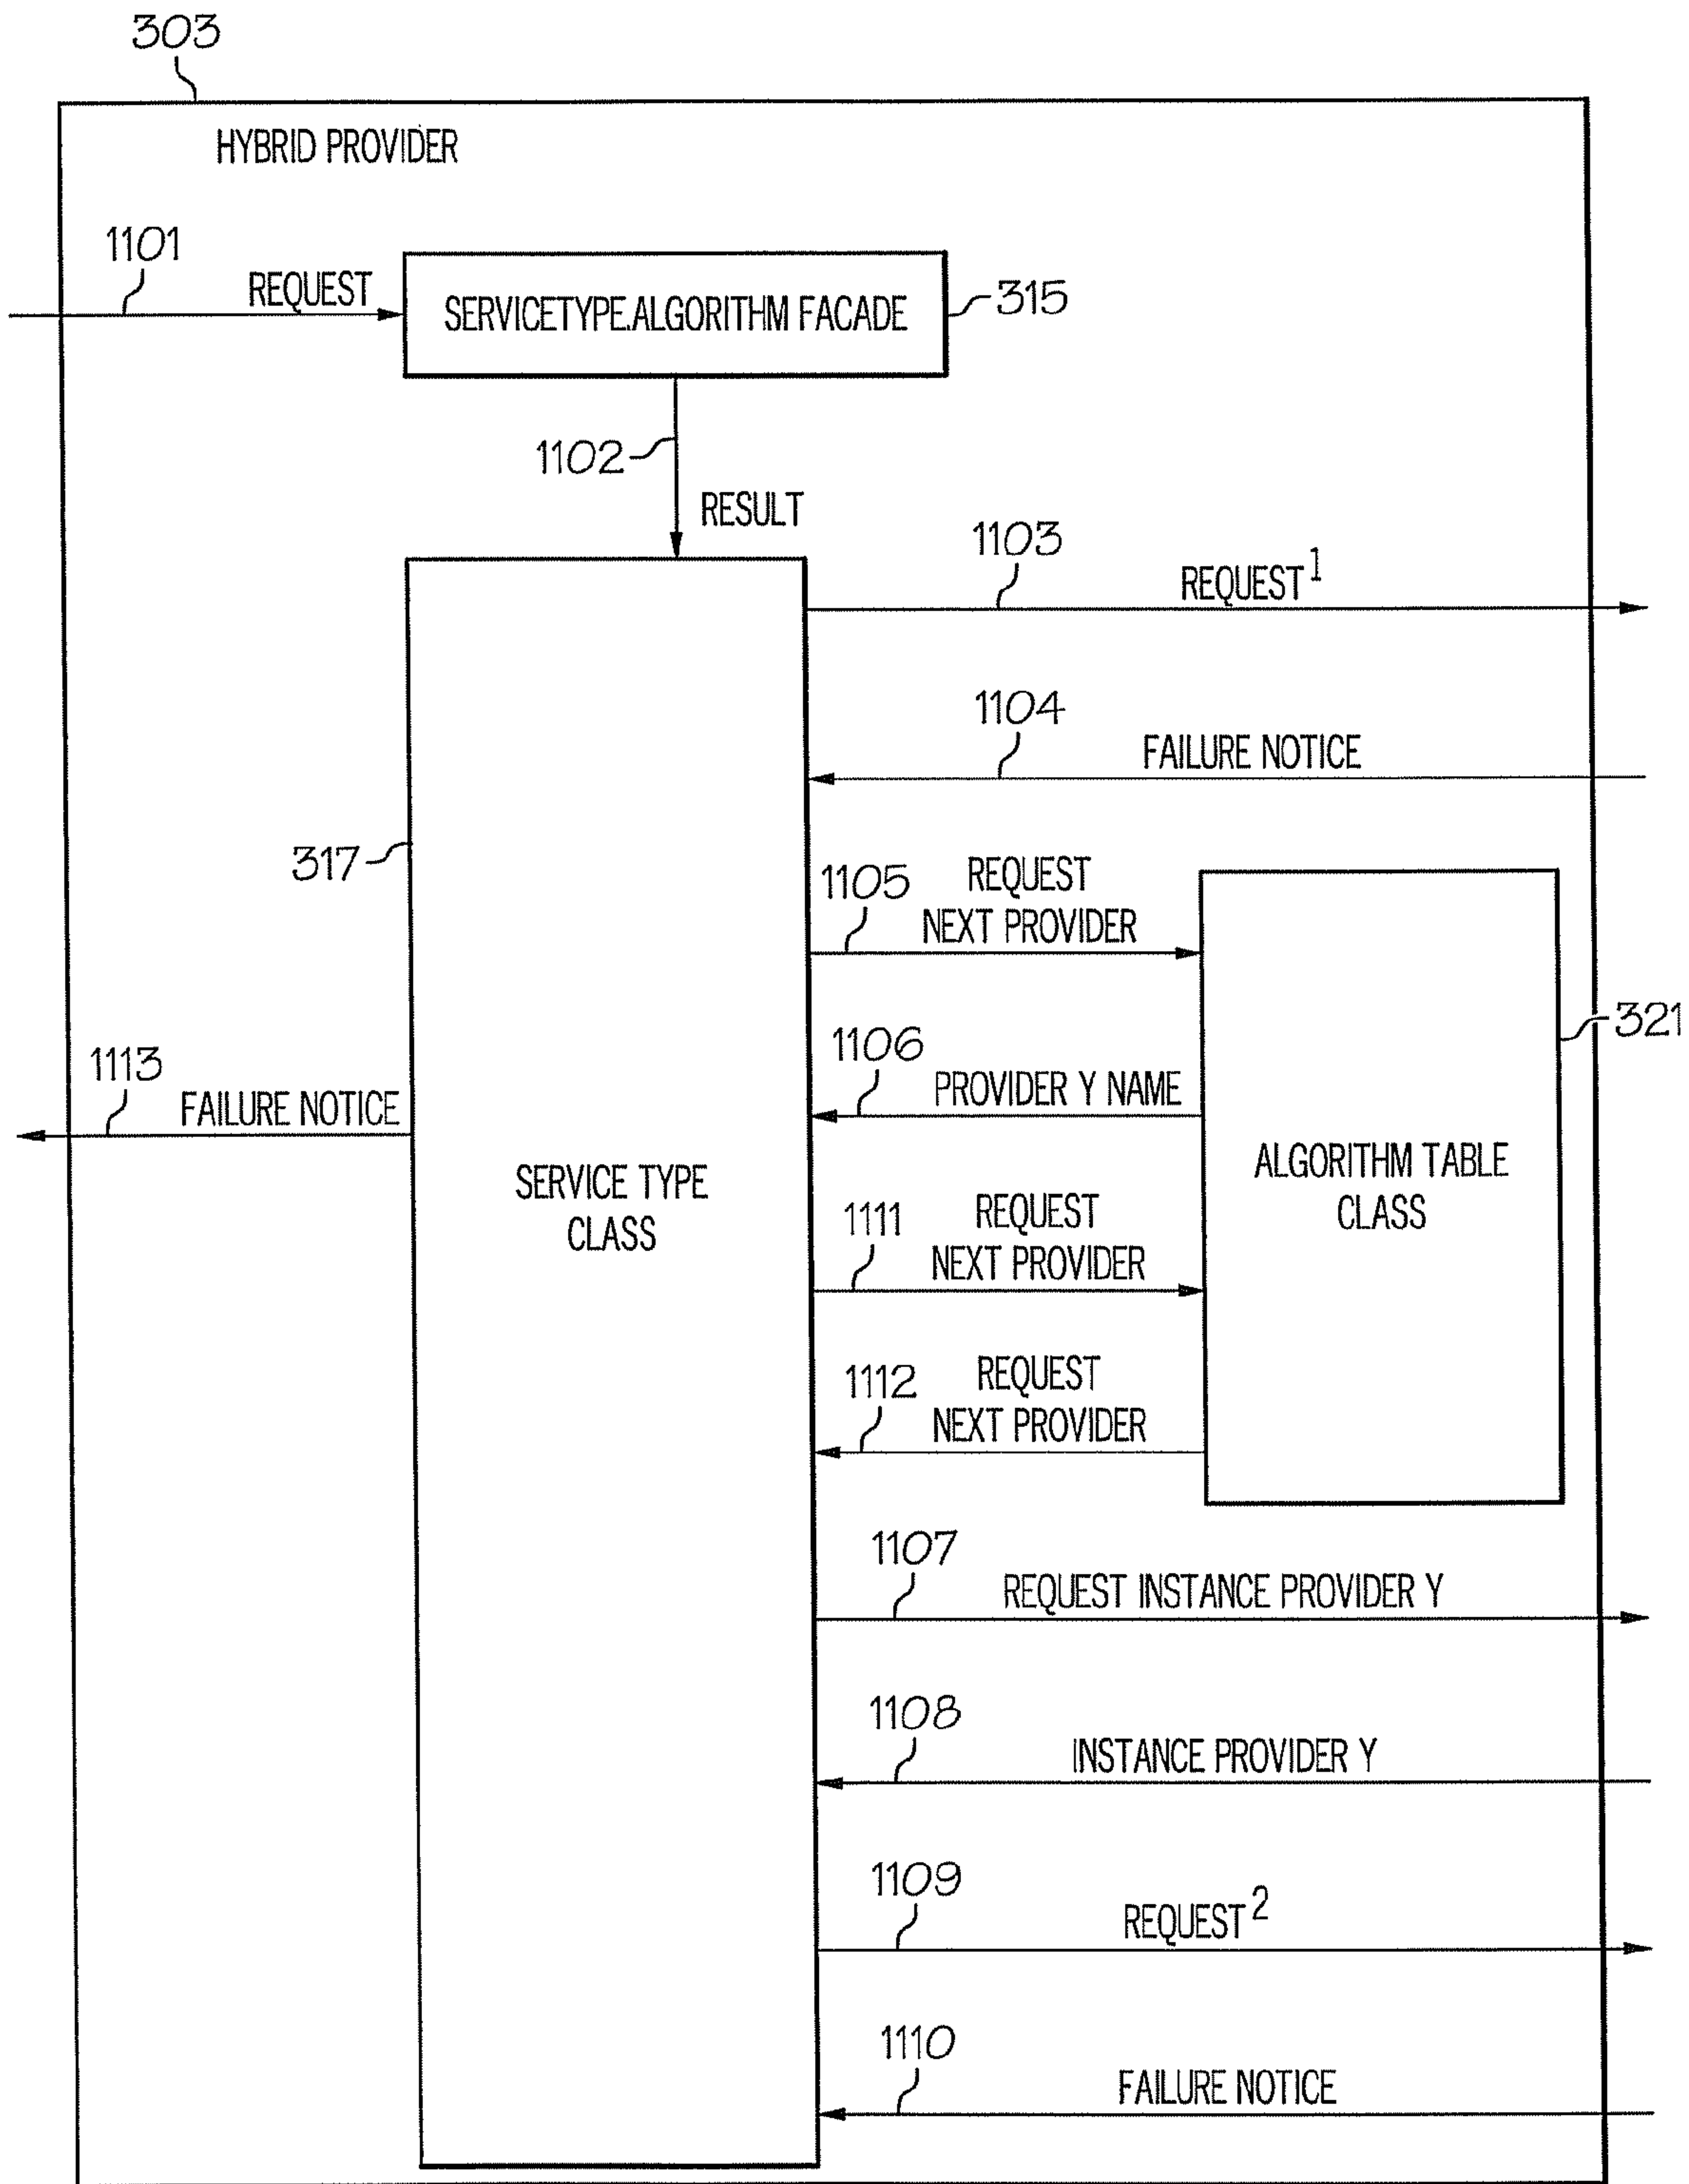 303
HYBRID PROVIDER
1101
REQUEST
SERVICETYPE.ALGORITHM FACADE
315
1102
RESULT
1103
REQUEST 1
1104
FAILURE NOTICE
317
1105
REQUEST
NEXT PROVIDER
321
1106
PROVIDER Y NAME
1113
FAILURE NOTICE
SERVICE TYPE
CLASS
ALGORITHM TABLE
CLASS
1111
REQUEST
NEXT PROVIDER
1112
REQUEST
NEXT PROVIDER
1107
REQUEST INSTANCE PROVIDER Y
1108
INSTANCE PROVIDER Y
1109
REQUEST 2
1110
FAILURE NOTICE